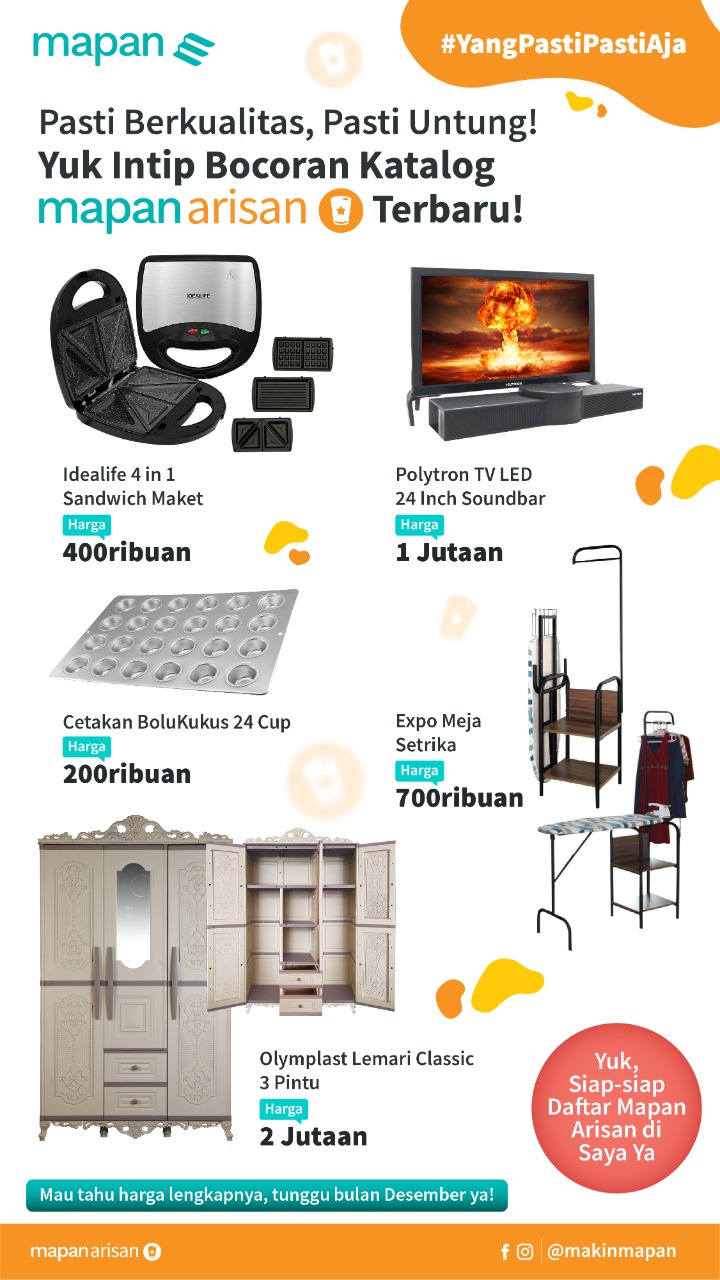 mapan
#YangPastiPastiAja
Pasti Berkualitas, Pasti Untung!
Yuk Intip Bocoran Katalog
mapan arisan Terbaru!
IDEALIFE
POLYTRON
Idealife 4 in 1
Sandwich Maket
Harga
400ribuan
Polytron TV LED
24 Inch Soundbar
Harga
1 Jutaan
Cetakan BoluKukus 24 Cup
Harga
200ribuan
Expo Meja
Setrika
Harga
700ribuan
Olymplast Lemari Classic
3 Pintu
Harga
2 Jutaan
Yuk,
Siap-siap
Daftar Mapan
Arisan di
Saya Ya
Mau tahu harga lengkapnya, tunggu bulan Desember ya!
mapan arisan
@makinmapan